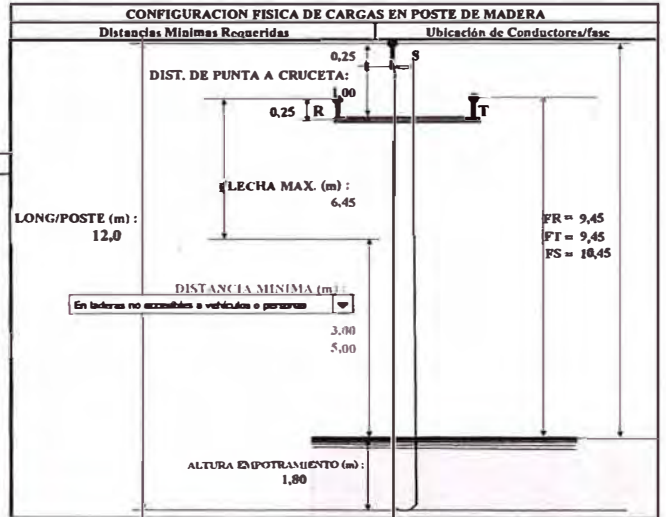 CONFIGURACION FISICA DE CARGAS EN POSTE DE MADERA
Distancias Minimas Requeridas
Ubicación de Conductores/fase
0,25
S
DIST. DE PUNTA A CRUCETA:
1,00
0,25
R
T
FLECHA MAX. (m) :
6,45
LONG/POSTE (m) :
12,0
FR = 9,45
FT = 9,45
FS = 10,45
DISTANCIA MINIMA (m) :
En laderas no accesibles a vehículos o personas
3,00
5,00
ALTURA EMPOTRAMIENTO (m) :
1,80